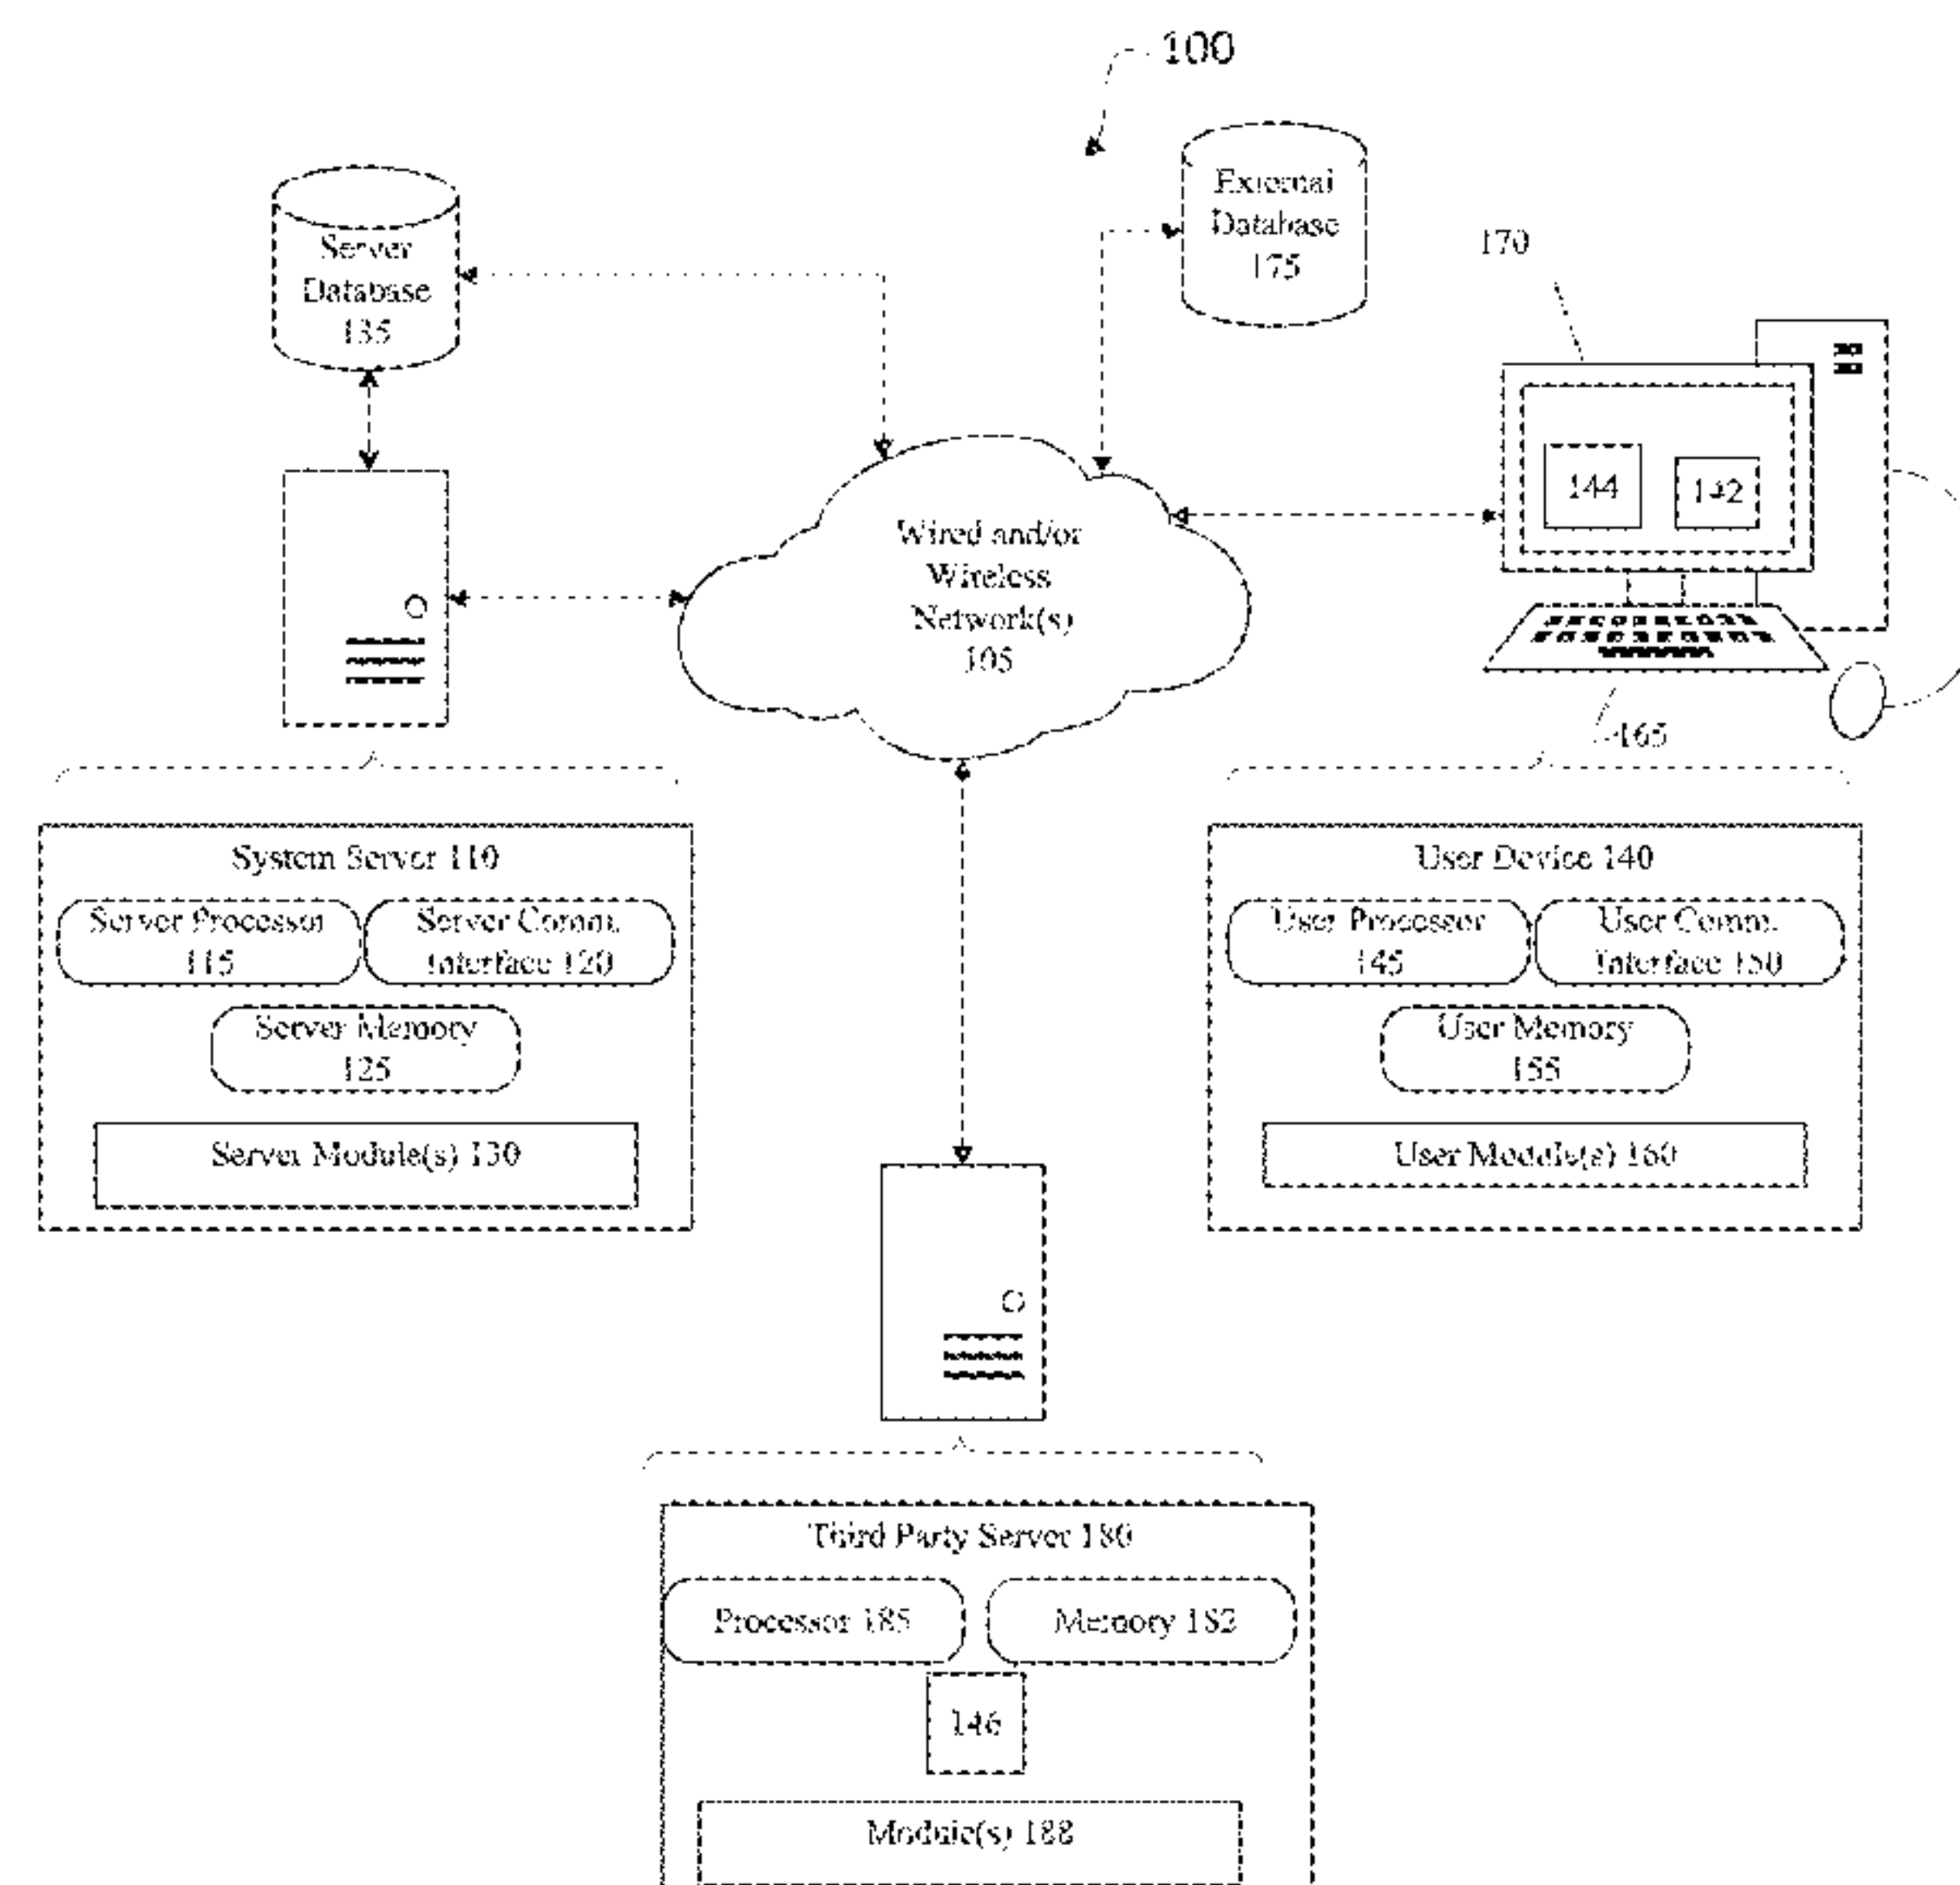 100
External
Database
175
Server
Database
135
170
144
142
Wired and/or
Wireless
Network(s)
105
165
System Server 110
Server Processor
115
Server Comm.
Interface 120
Server Memory
125
Server Module(s) 130
User Device 140
User Processor
145
User Comm.
Interface 150
User Memory
155
User Module(s) 160
Third Party Server 180
Processor 185
Memory 182
146
Module(s) 188